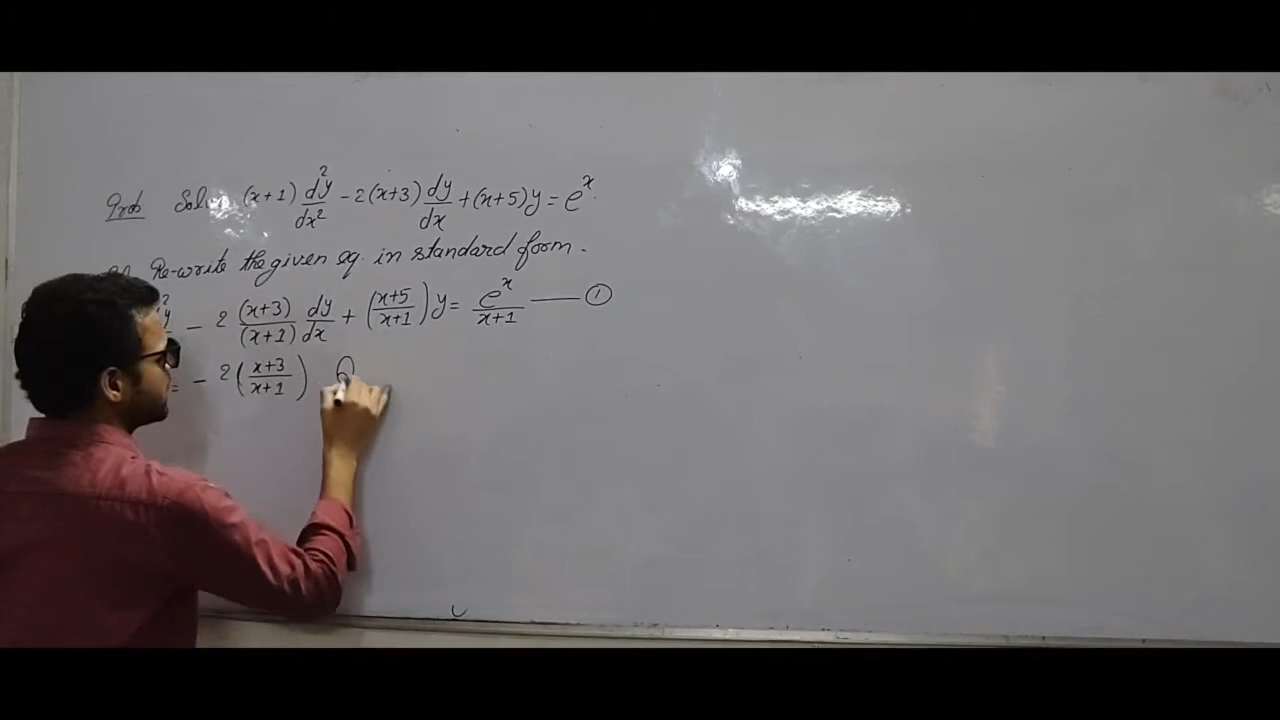 Prob Solve (x+1) d²y/dx² - 2(x+3) dy/dx + (x+5)y = e^x.
Re-write the given eq. in standard form.
- 2 (x+3)/(x+1) dy/dx + ((x+5)/(x+1)) y = e^x/(x+1) —— ①
= - 2 ((x+3)/(x+1)) Q